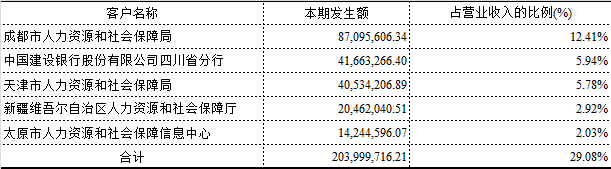 客户名称 本期发生额 占营业收入的比例(%)
成都市人力资源和社会保障局 87,095,606.34 12.41%
中国建设银行股份有限公司四川省分行 41,663,266.40 5.94%
天津市人力资源和社会保障局 40,534,206.89 5.78%
新疆维吾尔自治区人力资源和社会保障厅 20,462,040.51 2.92%
太原市人力资源和社会保障信息中心 14,244,596.07 2.03%
合计 203,999,716.21 29.08%